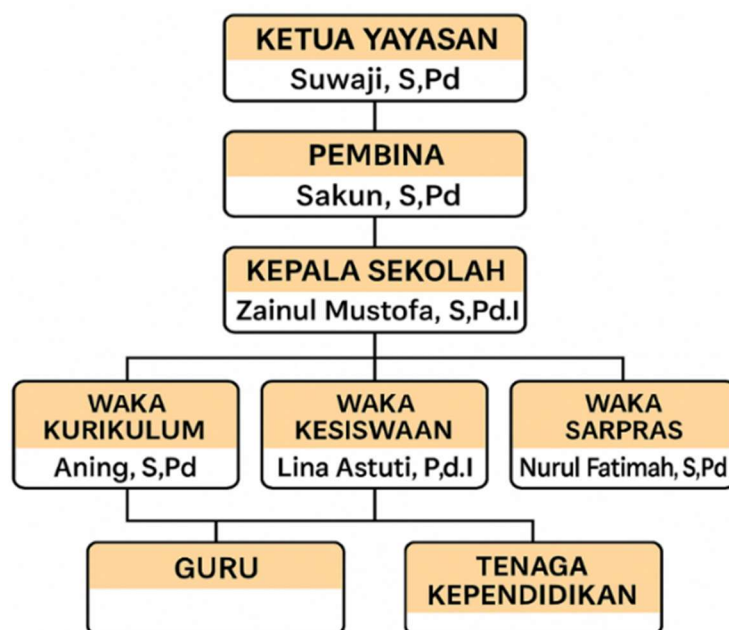 KETUA YAYASAN
Suwaji, S,Pd
PEMBINA
Sakun, S,Pd
KEPALA SEKOLAH
Zainul Mustofa, S,Pd.I
WAKA
KURIKULUM
Aning, S,Pd
WAKA
KESISWAAN
Lina Astuti, P,d.I
WAKA
SARPRAS
Nurul Fatimah, S,Pd
GURU
TENAGA
KEPENDIDIKAN